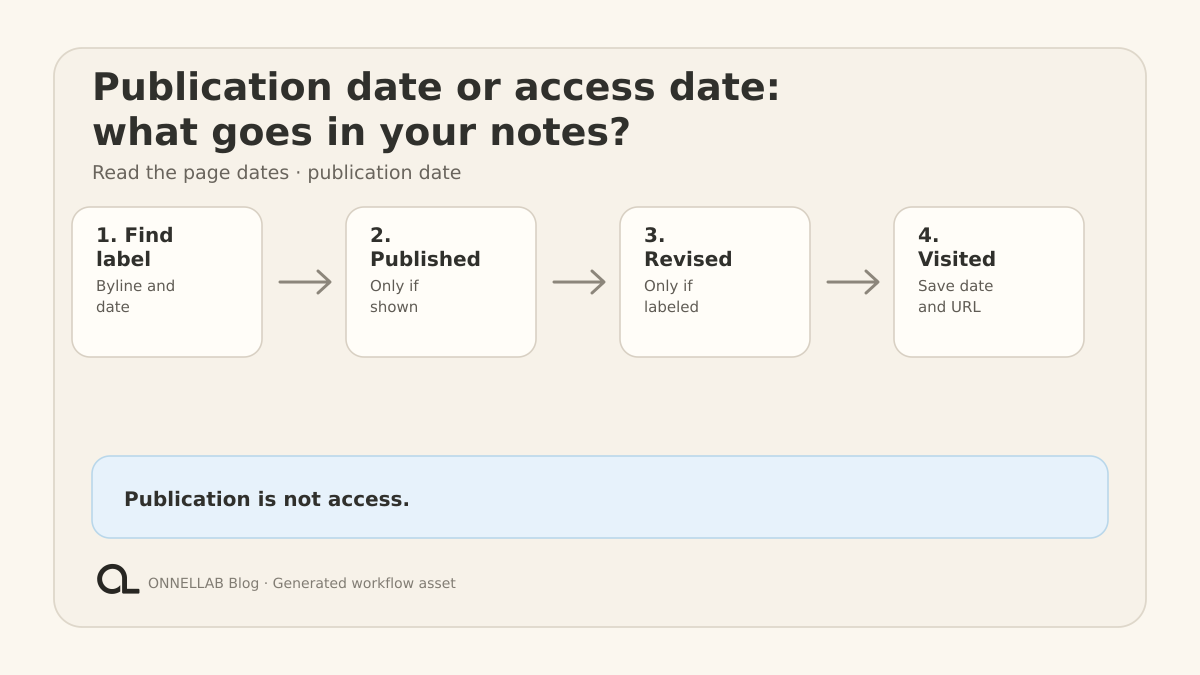 Publication date or access date:
what goes in your notes?
Read the page dates · publication date
1. Find
label
Byline and
date
2.
Published
Only if
shown
3.
Revised
Only if
labeled
4.
Visited
Save date
and URL
Publication is not access.
ONNELLAB Blog · Generated workflow asset